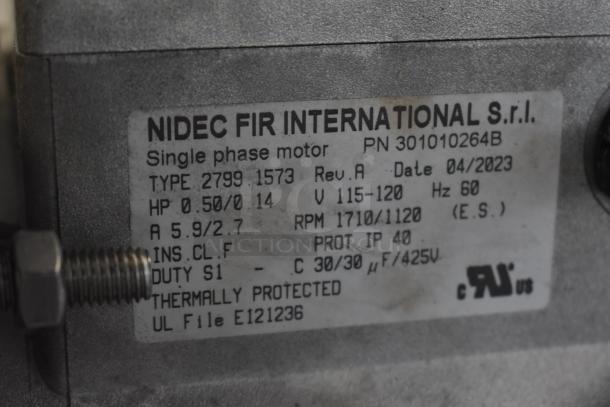 NIDEC FIR INTERNATIONAL S.r.l.
Single phase motor PN 301010264B
TYPE 2799.1573 Rev.A Date 04/2023
HP 0.50/0.14 V 115-120 Hz 60
A 5.9/2.7 RPM 1710/1120 (E.S.)
INS.CL.F PROT IP 40
DUTY S1 - C 30/30 µF/425V
THERMALLY PROTECTED
c RU us
UL File E121236